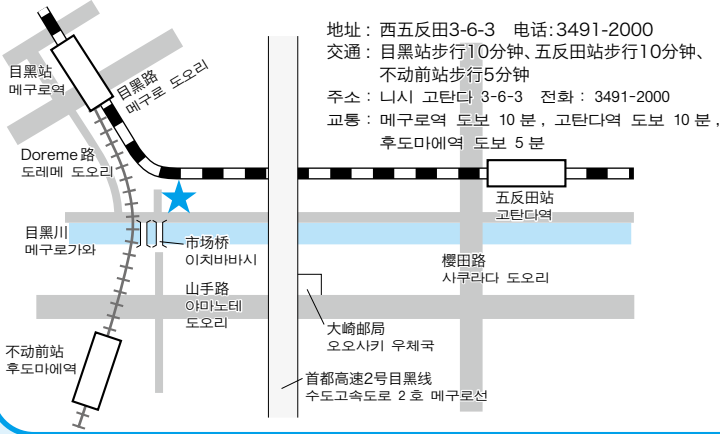 地址：西五反田3-6-3　电话：3491-2000
交通：目黑站步行10分钟、五反田站步行10分钟、
不动前站步行5分钟
주소 : 니시 고탄다 3-6-3　전화 : 3491-2000
교통 : 메구로역 도보 10 분 , 고탄다역 도보 10 분 ,
후도마에역 도보 5 분
目黑站
메구로역
目黑路
메구로 도오리
Doreme路
도레메 도오리
五反田站
고탄다역
目黑川
메구로가와
市场桥
이치바바시
樱田路
사쿠라다 도오리
山手路
야마노테
도오리
大崎邮局
오오사키 우체국
不动前站
후도마에역
首都高速2号目黑线
수도고속도로 2 호 메구로선